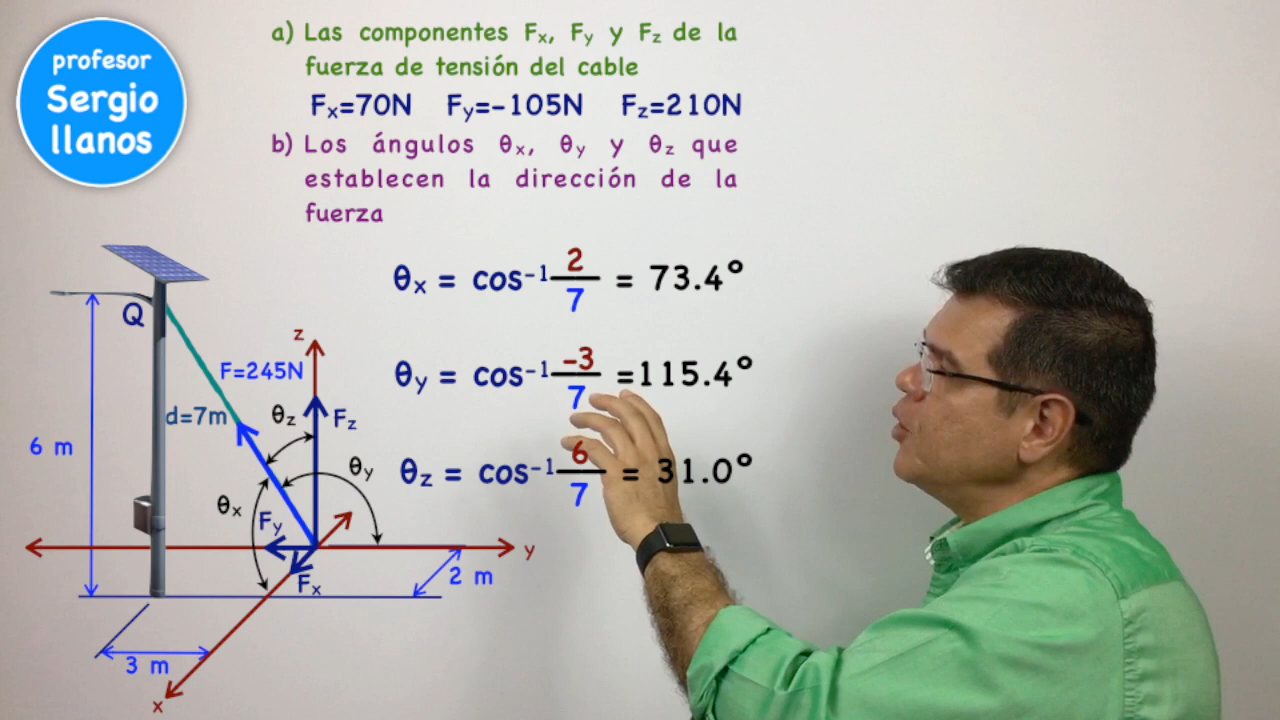 profesor
Sergio
llanos
a) Las componentes Fx, Fy y Fz de la
fuerza de tensión del cable
Fx=70N Fy=-105N Fz=210N
b) Los ángulos θx, θy y θz que
establecen la dirección de la
fuerza
θx = cos⁻¹ 2/7 = 73.4°
θy = cos⁻¹ -3/7 =115.4°
θz = cos⁻¹ 6/7 = 31.0°
Q
z
F=245N
d=7m
θz
Fz
6 m
θy
θx
Fy
y
Fx
2 m
3 m
x